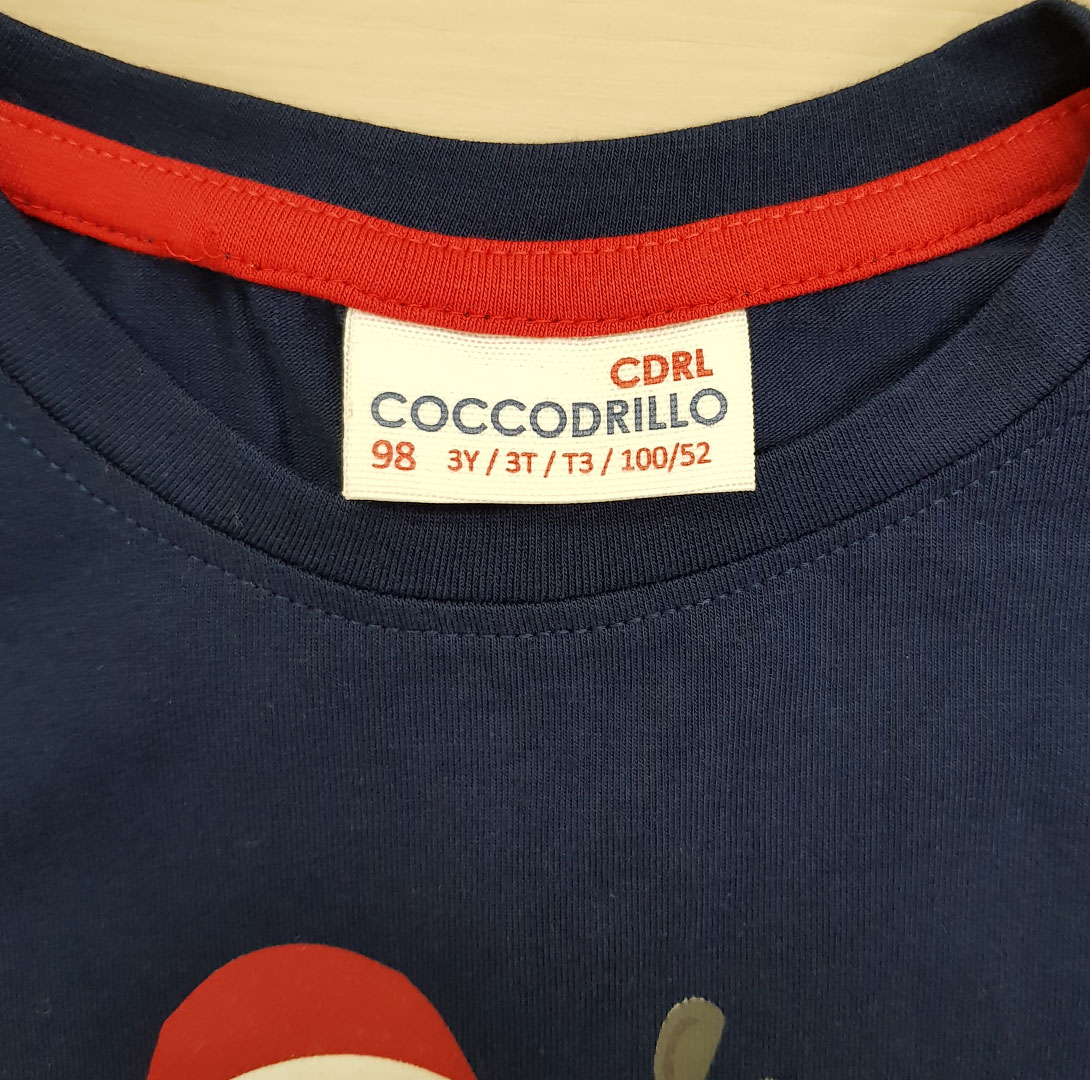 CDRL
COCCODRILLO
98 3Y / 3T / T3 / 100/52